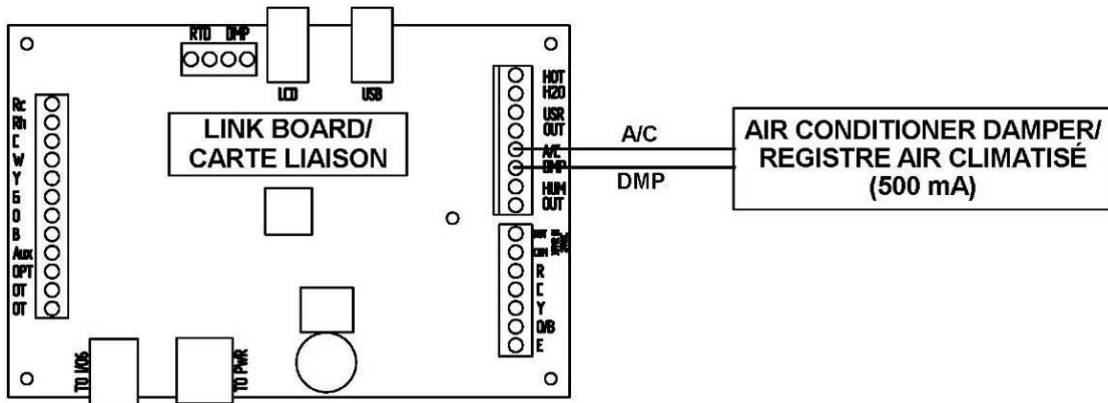 RTD DMP
LCD
USB
Rc
Rh
C
W
Y
G
O
B
Aux
OPT
OT
OT
LINK BOARD/
CARTE LIAISON
HOT
H2O
USR
OUT
A/C
DMP
HUM
OUT
R
C
Y
O/B
E
TO I/O6
TO PWR
A/C
DMP
AIR CONDITIONER DAMPER/
REGISTRE AIR CLIMATISÉ
(500 mA)